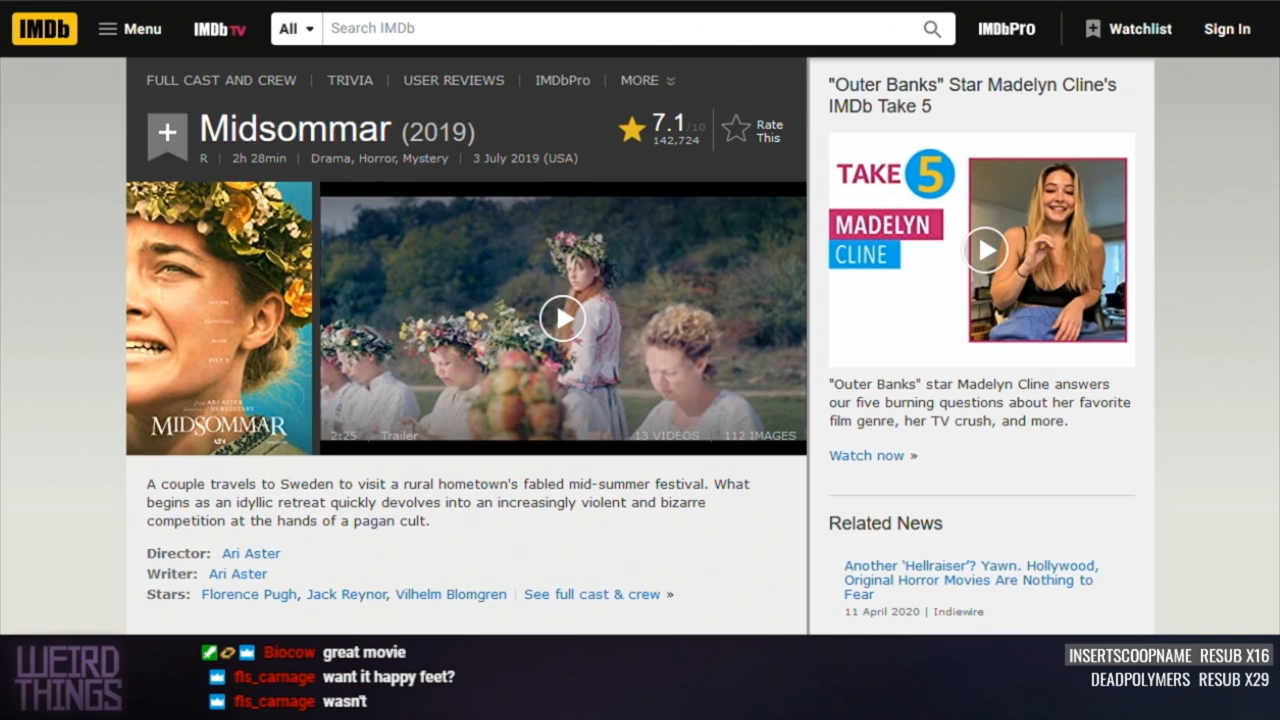 IMDb Menu IMDb TV All Search IMDb IMDbPro Watchlist Sign In
FULL CAST AND CREW | TRIVIA | USER REVIEWS | IMDbPro | MORE
+ Midsommar (2019)
7.1/10
142,724
Rate
This
R | 2h 28min | Drama, Horror, Mystery | 3 July 2019 (USA)
from ARI ASTER
MIDSOMMAR
2:25 | Trailer
13 VIDEOS | 112 IMAGES
A couple travels to Sweden to visit a rural hometown's fabled mid-summer festival. What
begins as an idyllic retreat quickly devolves into an increasingly violent and bizarre
competition at the hands of a pagan cult.
Director: Ari Aster
Writer: Ari Aster
Stars: Florence Pugh, Jack Reynor, Vilhelm Blomgren | See full cast & crew »
"Outer Banks" Star Madelyn Cline's
IMDb Take 5
TAKE 5
MADELYN
CLINE
"Outer Banks" star Madelyn Cline answers
our five burning questions about her favorite
film genre, her TV crush, and more.
Watch now »
Related News
Another 'Hellraiser'? Yawn. Hollywood,
Original Horror Movies Are Nothing to
Fear
11 April 2020 | Indiewire
WEIRD
THINGS
Biocow great movie
fls_carnage want it happy feet?
fls_carnage wasn't
INSERTSCOOPNAME RESUB X16
DEADPOLYMERS RESUB X29